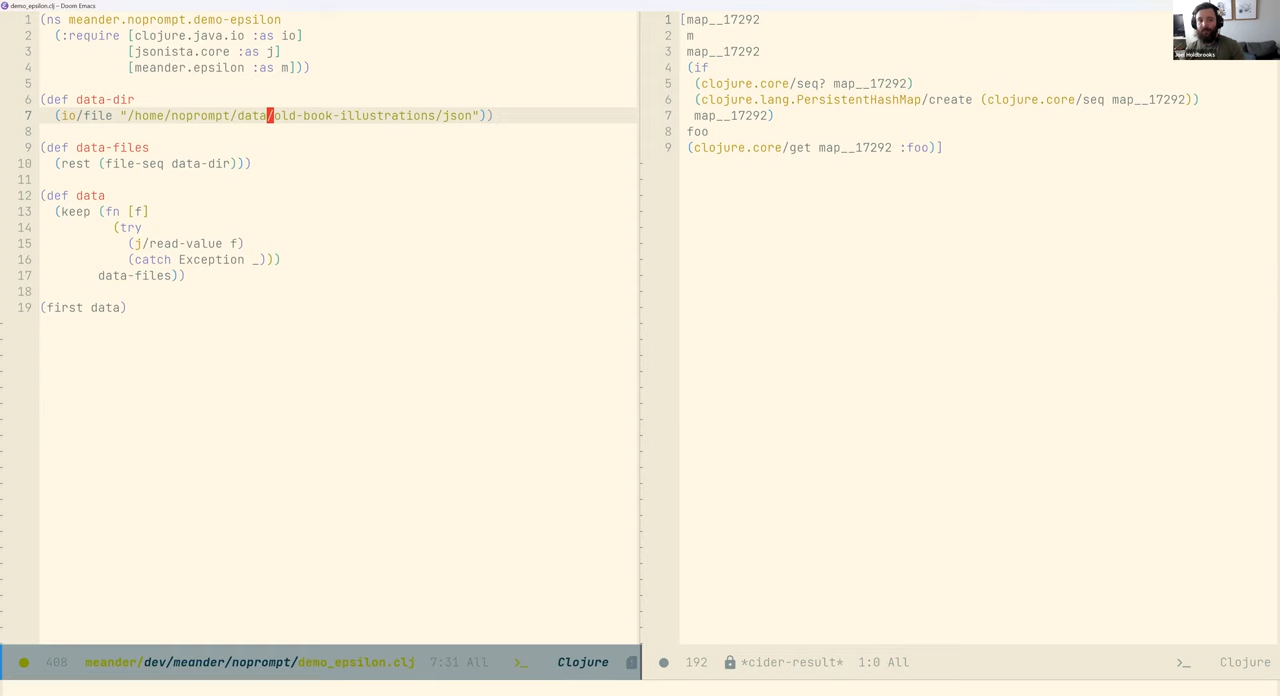 demo_epsilon.clj – Doom Emacs
1 (ns meander.noprompt.demo-epsilon
2   (:require [clojure.java.io :as io]
3             [jsonista.core :as j]
4             [meander.epsilon :as m]))
5
6 (def data-dir
7   (io/file "/home/noprompt/data/old-book-illustrations/json"))
8
9 (def data-files
10   (rest (file-seq data-dir)))
11
12 (def data
13   (keep (fn [f]
14           (try
15             (j/read-value f)
16             (catch Exception _)))
17         data-files))
18
19 (first data)
408 meander/dev/meander/noprompt/demo_epsilon.clj 7:31 All >_ Clojure
1 [map__17292
2  m
3  map__17292
4  (if
5   (clojure.core/seq? map__17292)
6   (clojure.lang.PersistentHashMap/create (clojure.core/seq map__17292))
7   map__17292)
8  foo
9  (clojure.core/get map__17292 :foo)]
192 *cider-result* 1:0 All >_ Clojure
Joel Holdbrooks